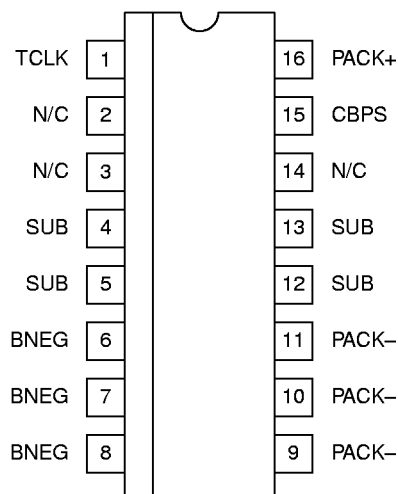 TCLK 1 16 PACK+
N/C 2 15 CBPS
N/C 3 14 N/C
SUB 4 13 SUB
SUB 5 12 SUB
BNEG 6 11 PACK–
BNEG 7 10 PACK–
BNEG 8 9 PACK–